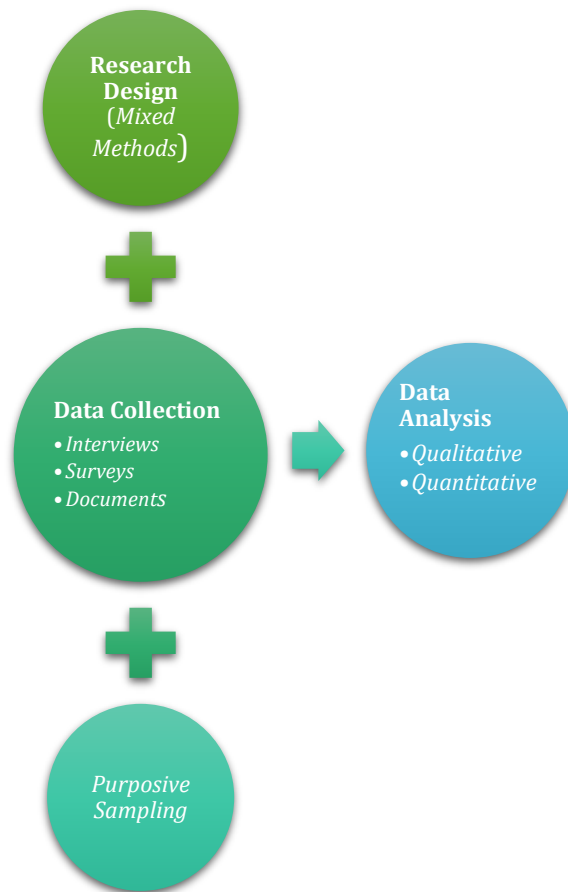 Research
Design
(Mixed
Methods)
Data Collection
•Interviews
•Surveys
•Documents
Data
Analysis
•Qualitative
•Quantitative
Purposive
Sampling